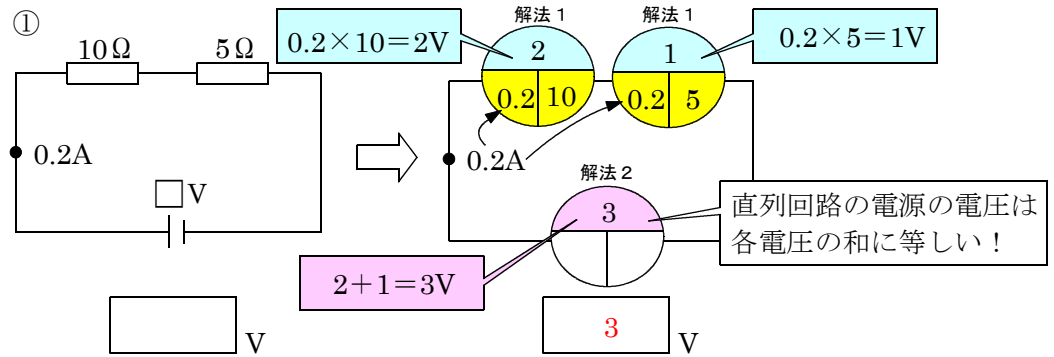 ①
10Ω
5Ω
0.2A
□V
V
0.2×10=2V
解法1
2
0.2
10
解法1
1
0.2
5
0.2×5=1V
0.2A
解法2
3
直列回路の電源の電圧は
各電圧の和に等しい！
2+1=3V
3
V